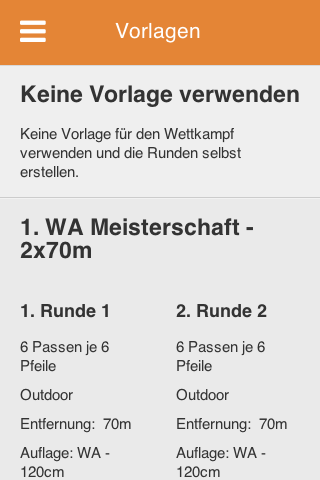 Vorlagen
Keine Vorlage verwenden
Keine Vorlage für den Wettkampf
verwenden und die Runden selbst
erstellen.
1. WA Meisterschaft -
2x70m
1. Runde 1
6 Passen je 6
Pfeile
Outdoor
Entfernung: 70m
Auflage: WA -
120cm
2. Runde 2
6 Passen je 6
Pfeile
Outdoor
Entfernung: 70m
Auflage: WA -
120cm